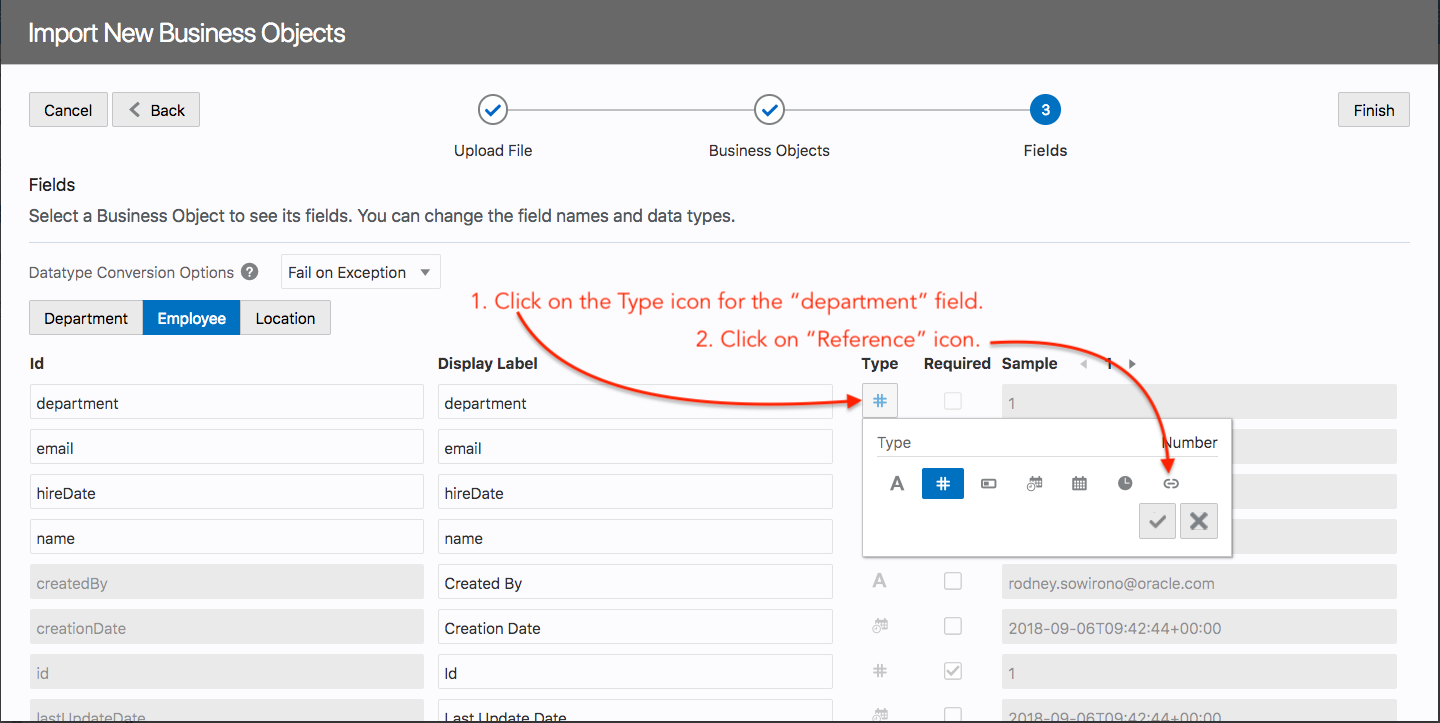 Import New Business Objects
Cancel
Back
3
Finish
Upload File
Business Objects
Fields
Fields
Select a Business Object to see its fields. You can change the field names and data types.
Datatype Conversion Options ? Fail on Exception
1. Click on the Type icon for the “department” field.
Department Employee Location
2. Click on “Reference” icon.
Id Display Label Type Required Sample 1
department department # 1
email email Type Number
hireDate hireDate A #
name name
createdBy Created By A rodney.sowirono@oracle.com
creationDate Creation Date 2018-09-06T09:42:44+00:00
id Id # 1
lastUpdateDate Last Update Date 2018-09-06T09:42:44+00:00